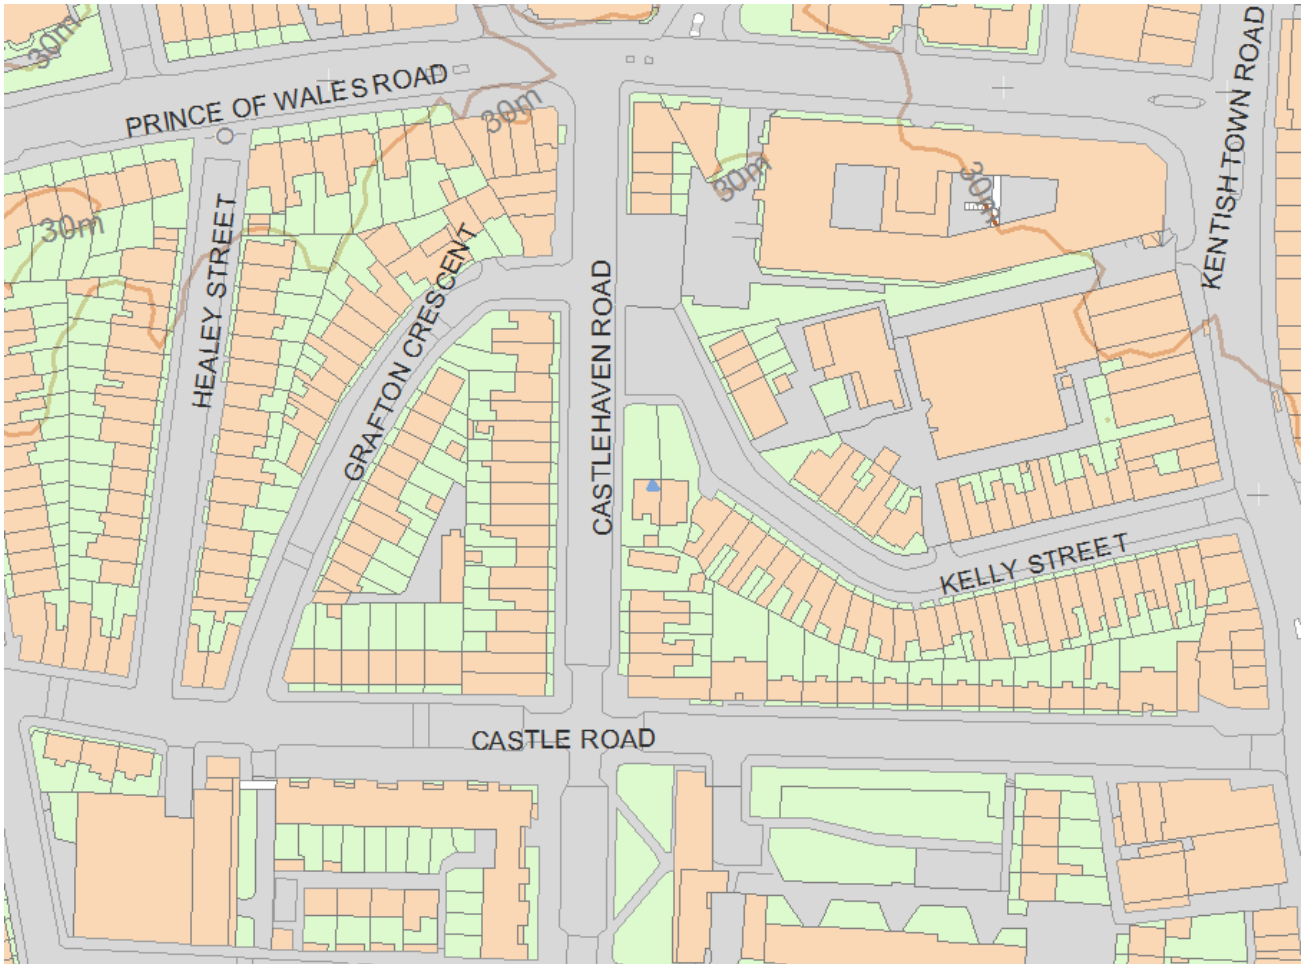 30m
PRINCE OF WALES ROAD
30m
KENTISH TOWN ROAD
30m
30m
30m
HEALEY STREET
GRAFTON CRESCENT
CASTLEHAVEN ROAD
KELLY STREET
CASTLE ROAD